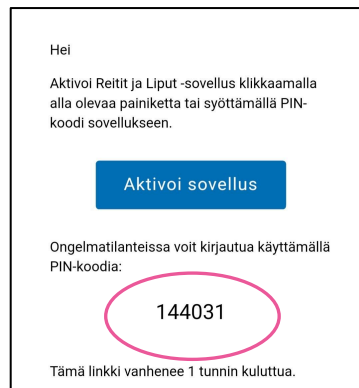 Hei
Aktivoi Reitit ja Liput -sovellus klikkaamalla
alla olevaa painiketta tai syöttämällä PIN-
koodi sovellukseen.
Aktivoi sovellus
Ongelmatilanteissa voit kirjautua käyttämällä
PIN-koodia:
144031
Tämä linkki vanhenee 1 tunnin kuluttua.